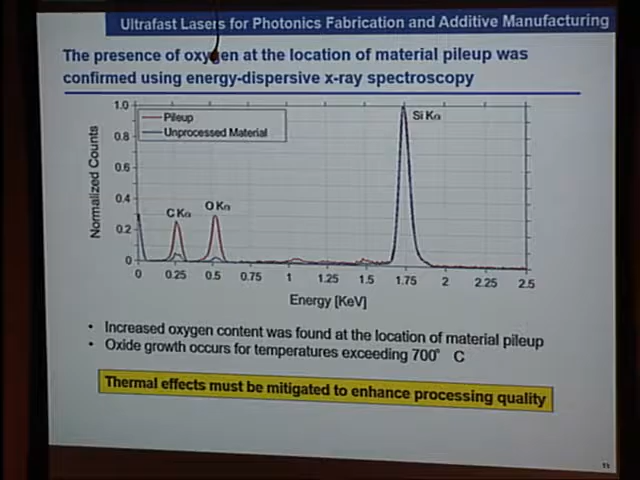 Ultrafast Lasers for Photonics Fabrication and Additive Manufacturing
The presence of oxygen at the location of material pileup was
confirmed using energy-dispersive x-ray spectroscopy
Pileup
Unprocessed Material
Normalized Counts
1.0
0.8
0.6
0.4
0.2
0
C Kα
O Kα
Si Kα
0 0.25 0.5 0.75 1 1.25 1.5 1.75 2 2.25 2.5
Energy [KeV]
• Increased oxygen content was found at the location of material pileup
• Oxide growth occurs for temperatures exceeding 700° C
Thermal effects must be mitigated to enhance processing quality